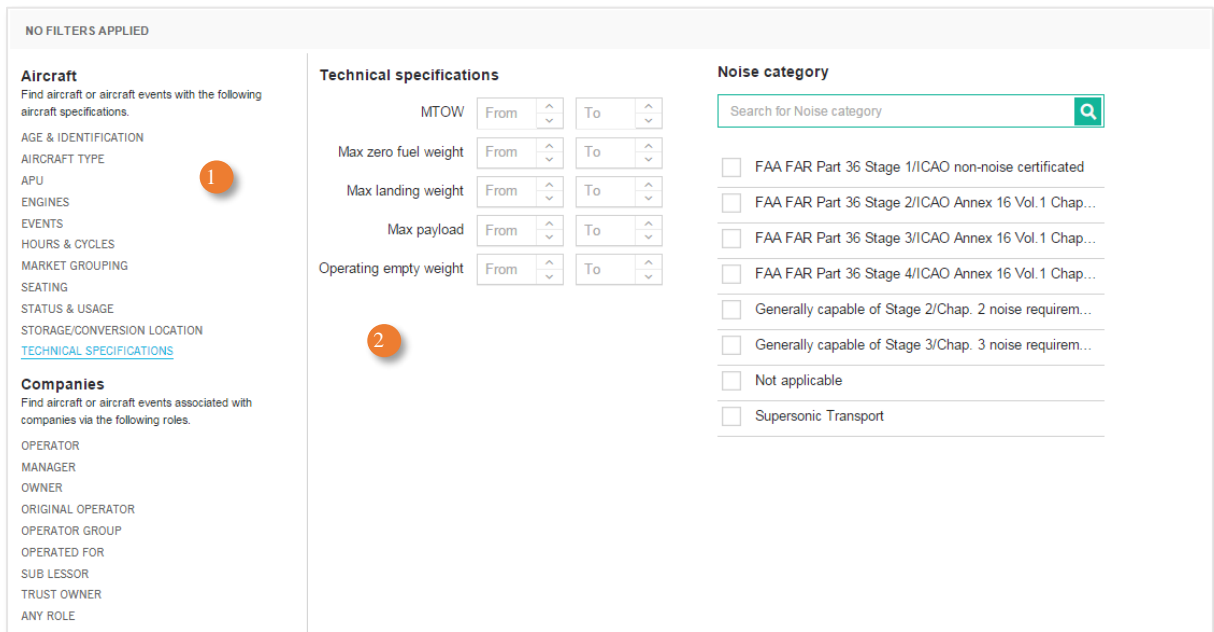 NO FILTERS APPLIED
Aircraft
Find aircraft or aircraft events with the following
aircraft specifications.
AGE & IDENTIFICATION
AIRCRAFT TYPE
APU
ENGINES
EVENTS
HOURS & CYCLES
MARKET GROUPING
SEATING
STATUS & USAGE
STORAGE/CONVERSION LOCATION
TECHNICAL SPECIFICATIONS
1
Companies
Find aircraft or aircraft events associated with
companies via the following roles.
OPERATOR
MANAGER
OWNER
ORIGINAL OPERATOR
OPERATOR GROUP
OPERATED FOR
SUB LESSOR
TRUST OWNER
ANY ROLE
Technical specifications
MTOW From To
Max zero fuel weight From To
Max landing weight From To
Max payload From To
Operating empty weight From To
2
Noise category
Search for Noise category
FAA FAR Part 36 Stage 1/ICAO non-noise certificated
FAA FAR Part 36 Stage 2/ICAO Annex 16 Vol.1 Chap...
FAA FAR Part 36 Stage 3/ICAO Annex 16 Vol.1 Chap...
FAA FAR Part 36 Stage 4/ICAO Annex 16 Vol.1 Chap...
Generally capable of Stage 2/Chap. 2 noise requirem...
Generally capable of Stage 3/Chap. 3 noise requirem...
Not applicable
Supersonic Transport